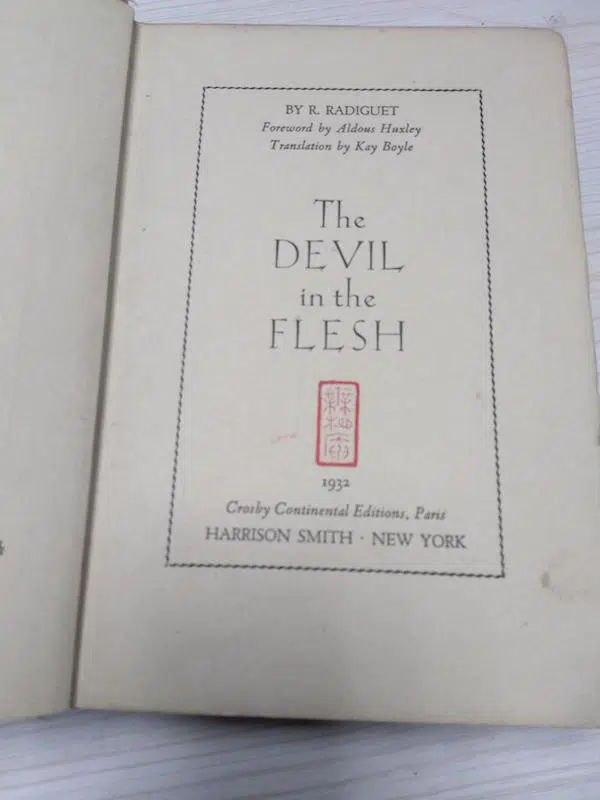 BY R. RADIGUET
Foreword by Aldous Huxley
Translation by Kay Boyle
The
DEVIL
in the
FLESH
1932
Crosby Continental Editions, Paris
HARRISON SMITH · NEW YORK